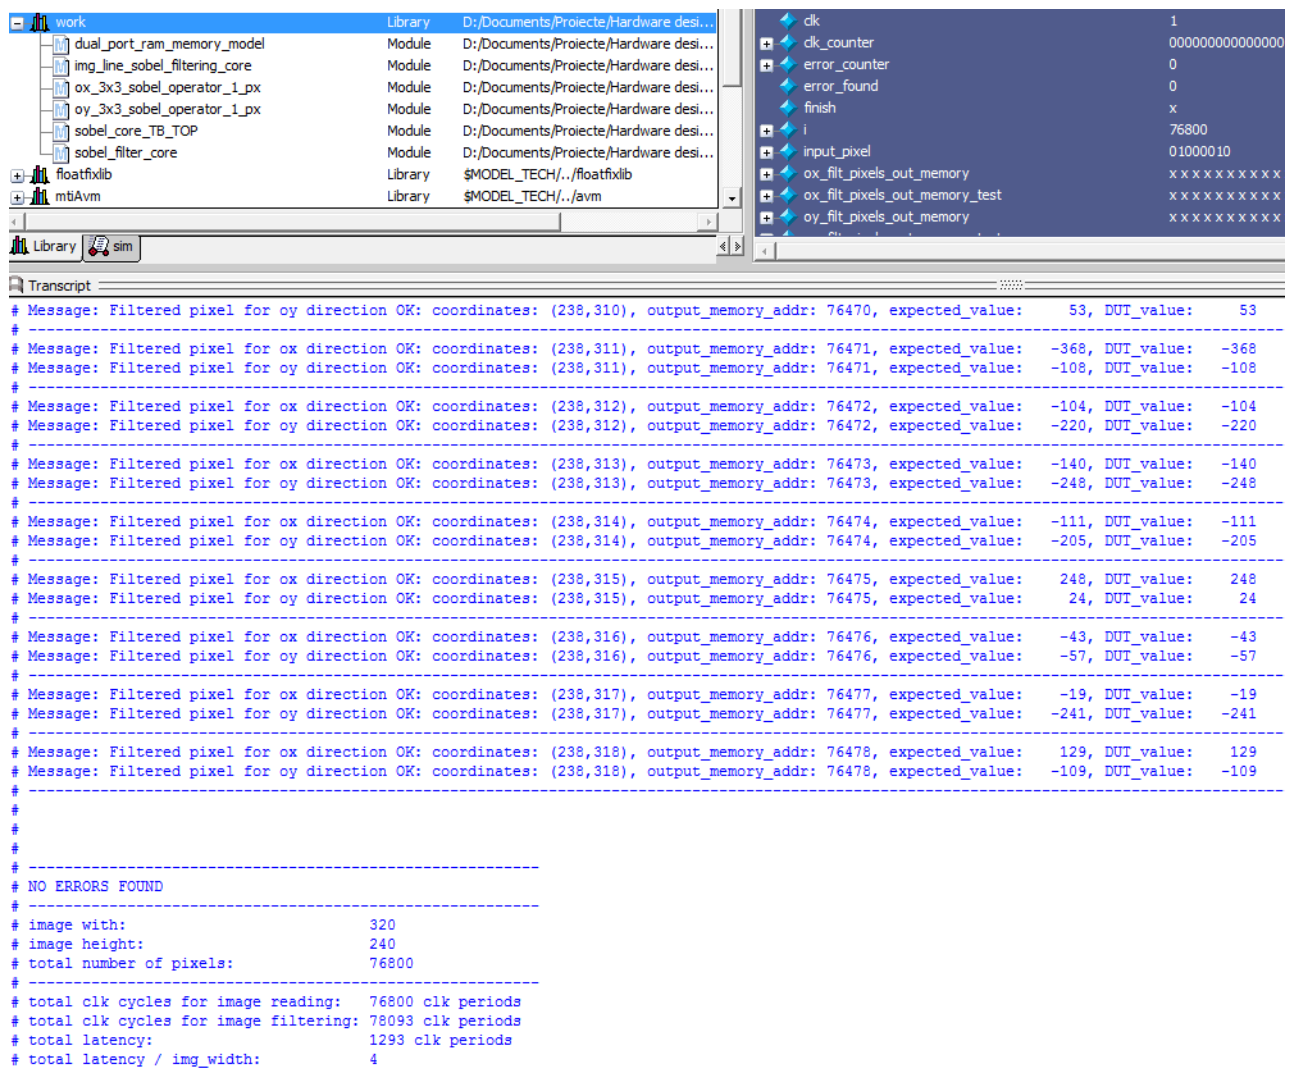 work Library D:/Documents/Proiecte/Hardware desi...
dual_port_ram_memory_model Module D:/Documents/Proiecte/Hardware desi...
img_line_sobel_filtering_core Module D:/Documents/Proiecte/Hardware desi...
ox_3x3_sobel_operator_1_px Module D:/Documents/Proiecte/Hardware desi...
oy_3x3_sobel_operator_1_px Module D:/Documents/Proiecte/Hardware desi...
sobel_core_TB_TOP Module D:/Documents/Proiecte/Hardware desi...
sobel_filter_core Module D:/Documents/Proiecte/Hardware desi...
floatfixlib Library $MODEL_TECH/../floatfixlib
mtiAvm Library $MODEL_TECH/../avm
Library sim
clk 1
clk_counter 000000000000000
error_counter 0
error_found 0
finish x
i 76800
input_pixel 01000010
ox_filt_pixels_out_memory x x x x x x x x x x
ox_filt_pixels_out_memory_test x x x x x x x x x x
oy_filt_pixels_out_memory x x x x x x x x x x
Transcript
# Message: Filtered pixel for oy direction OK: coordinates: (238,310), output_memory_addr: 76470, expected_value: 53, DUT_value: 53
# ------------------------------------------------------------
# Message: Filtered pixel for ox direction OK: coordinates: (238,311), output_memory_addr: 76471, expected_value: -368, DUT_value: -368
# Message: Filtered pixel for oy direction OK: coordinates: (238,311), output_memory_addr: 76471, expected_value: -108, DUT_value: -108
# ------------------------------------------------------------
# Message: Filtered pixel for ox direction OK: coordinates: (238,312), output_memory_addr: 76472, expected_value: -104, DUT_value: -104
# Message: Filtered pixel for oy direction OK: coordinates: (238,312), output_memory_addr: 76472, expected_value: -220, DUT_value: -220
# ------------------------------------------------------------
# Message: Filtered pixel for ox direction OK: coordinates: (238,313), output_memory_addr: 76473, expected_value: -140, DUT_value: -140
# Message: Filtered pixel for oy direction OK: coordinates: (238,313), output_memory_addr: 76473, expected_value: -248, DUT_value: -248
# ------------------------------------------------------------
# Message: Filtered pixel for ox direction OK: coordinates: (238,314), output_memory_addr: 76474, expected_value: -111, DUT_value: -111
# Message: Filtered pixel for oy direction OK: coordinates: (238,314), output_memory_addr: 76474, expected_value: -205, DUT_value: -205
# ------------------------------------------------------------
# Message: Filtered pixel for ox direction OK: coordinates: (238,315), output_memory_addr: 76475, expected_value: 248, DUT_value: 248
# Message: Filtered pixel for oy direction OK: coordinates: (238,315), output_memory_addr: 76475, expected_value: 24, DUT_value: 24
# ------------------------------------------------------------
# Message: Filtered pixel for ox direction OK: coordinates: (238,316), output_memory_addr: 76476, expected_value: -43, DUT_value: -43
# Message: Filtered pixel for oy direction OK: coordinates: (238,316), output_memory_addr: 76476, expected_value: -57, DUT_value: -57
# ------------------------------------------------------------
# Message: Filtered pixel for ox direction OK: coordinates: (238,317), output_memory_addr: 76477, expected_value: -19, DUT_value: -19
# Message: Filtered pixel for oy direction OK: coordinates: (238,317), output_memory_addr: 76477, expected_value: -241, DUT_value: -241
# ------------------------------------------------------------
# Message: Filtered pixel for ox direction OK: coordinates: (238,318), output_memory_addr: 76478, expected_value: 129, DUT_value: 129
# Message: Filtered pixel for oy direction OK: coordinates: (238,318), output_memory_addr: 76478, expected_value: -109, DUT_value: -109
# ------------------------------------------------------------
#
#
#
# ------------------------------------------------------------
# NO ERRORS FOUND
# ------------------------------------------------------------
# image with: 320
# image height: 240
# total number of pixels: 76800
# ------------------------------------------------------------
# total clk cycles for image reading: 76800 clk periods
# total clk cycles for image filtering: 78093 clk periods
# total latency: 1293 clk periods
# total latency / img_width: 4